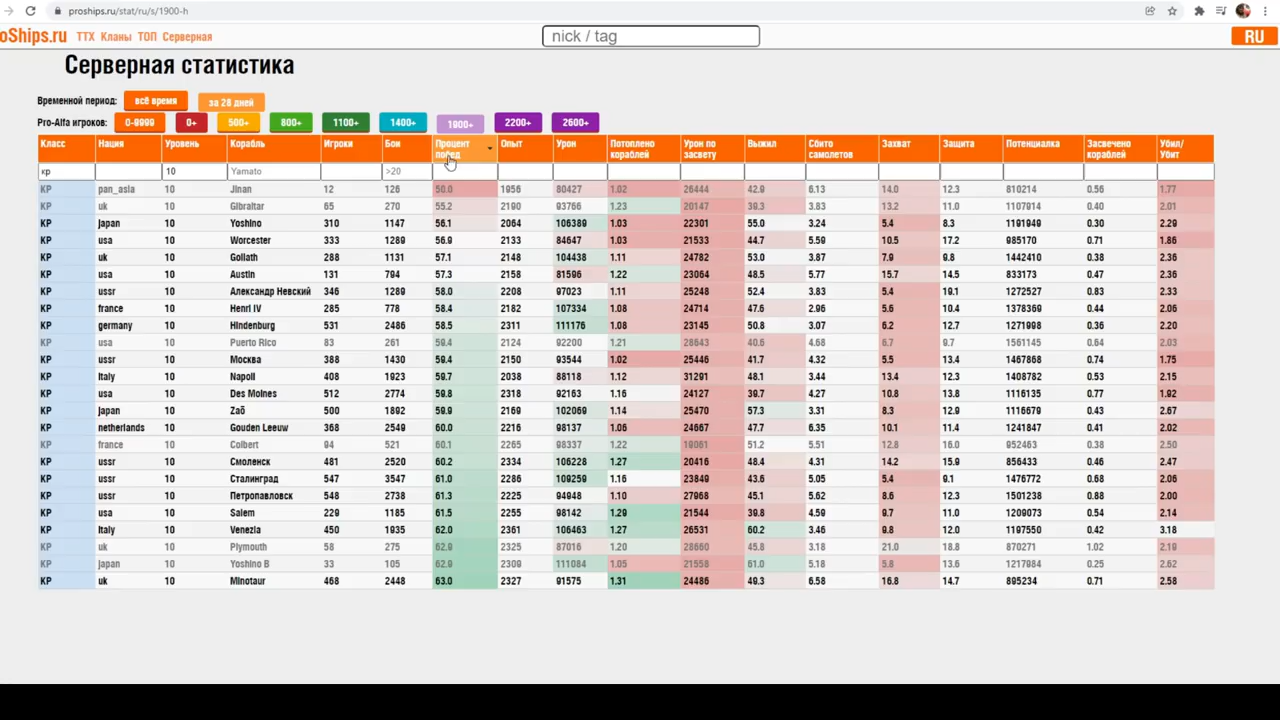 proships.ru/stat/ru/s/1900-h
oShips.ru ТТХ Кланы ТОП Серверная nick / tag RU
Серверная статистика
Временной период: всё время за 28 дней
Pro-Alfa игроков: 0-9999 0+ 500+ 800+ 1100+ 1400+ 1900+ 2200+ 2600+
Класс Нация Уровень Корабль Игроки Бои Процент побед Опыт Урон Потоплено кораблей Урон по засвету Выжил Сбито самолетов Захват Защита Потенциалка Засвечено кораблей Убил/ Убит
кр 10 Yamato >20
КР pan_asia 10 Jinan 12 126 50.0 1956 80427 1.02 26444 42.9 6.13 14.0 12.3 810214 0.56 1.77
КР uk 10 Gibraltar 65 270 55.2 2190 93766 1.23 20147 39.3 3.83 13.2 11.0 1107914 0.40 2.01
КР japan 10 Yoshino 310 1147 56.1 2064 106389 1.03 22301 55.0 3.24 5.4 8.3 1191949 0.30 2.29
КР usa 10 Worcester 333 1289 56.9 2133 84647 1.03 21533 44.7 5.59 10.5 17.2 985170 0.71 1.86
КР uk 10 Goliath 288 1131 57.1 2148 104438 1.11 24782 53.0 3.87 7.9 9.8 1442410 0.38 2.36
КР usa 10 Austin 131 794 57.3 2158 81596 1.22 23064 48.5 5.77 15.7 14.5 833173 0.47 2.36
КР ussr 10 Александр Невский 346 1289 58.0 2208 97023 1.11 25248 52.4 3.83 5.4 19.1 1272527 0.83 2.33
КР france 10 Henri IV 285 778 58.4 2182 107334 1.08 24714 47.6 2.96 5.6 10.4 1378369 0.44 2.06
КР germany 10 Hindenburg 531 2486 58.5 2311 111176 1.08 23145 50.8 3.07 6.2 12.7 1271998 0.36 2.20
КР usa 10 Puerto Rico 83 261 59.4 2124 92200 1.21 28643 40.6 4.68 6.7 9.7 1561145 0.64 2.03
КР ussr 10 Москва 388 1430 59.4 2150 93544 1.02 25446 41.7 4.32 5.5 13.4 1467868 0.74 1.75
КР italy 10 Napoli 408 1923 59.7 2038 88118 1.12 31291 48.1 3.44 13.4 12.3 1408782 0.53 2.15
КР usa 10 Des Moines 512 2774 59.8 2318 92163 1.16 24127 39.7 4.27 10.8 13.8 1116135 0.77 1.92
КР japan 10 Zaō 500 1892 59.9 2169 102069 1.14 25470 57.3 3.31 8.3 12.9 1116679 0.43 2.67
КР netherlands 10 Gouden Leeuw 368 2549 60.0 2216 98137 1.06 24667 47.7 6.35 10.1 11.4 1241847 0.41 2.02
КР france 10 Colbert 94 521 60.1 2265 98337 1.22 19061 51.2 5.51 12.8 16.0 952463 0.38 2.50
КР ussr 10 Смоленск 481 2520 60.2 2334 106228 1.27 20416 48.4 4.31 14.2 15.9 856433 0.46 2.47
КР ussr 10 Сталинград 547 3547 61.0 2286 109259 1.16 23849 43.6 5.05 5.4 9.1 1476772 0.68 2.06
КР ussr 10 Петропавловск 548 2738 61.3 2225 94948 1.10 27968 45.1 5.62 8.6 12.3 1501238 0.88 2.00
КР usa 10 Salem 229 1185 61.5 2225 98142 1.29 21544 39.8 4.59 9.7 11.0 1209073 0.54 2.14
КР italy 10 Venezia 450 1935 62.0 2361 106463 1.27 26531 60.2 3.46 9.8 12.0 1197550 0.42 3.18
КР uk 10 Plymouth 58 275 62.9 2325 87016 1.20 28660 45.8 3.18 21.0 18.8 870271 1.02 2.19
КР japan 10 Yoshino B 33 105 62.9 2309 111084 1.05 21558 61.0 5.18 5.8 13.6 1217984 0.25 2.62
КР uk 10 Minotaur 468 2448 63.0 2327 91575 1.31 24486 49.3 6.58 16.8 14.7 895234 0.71 2.58